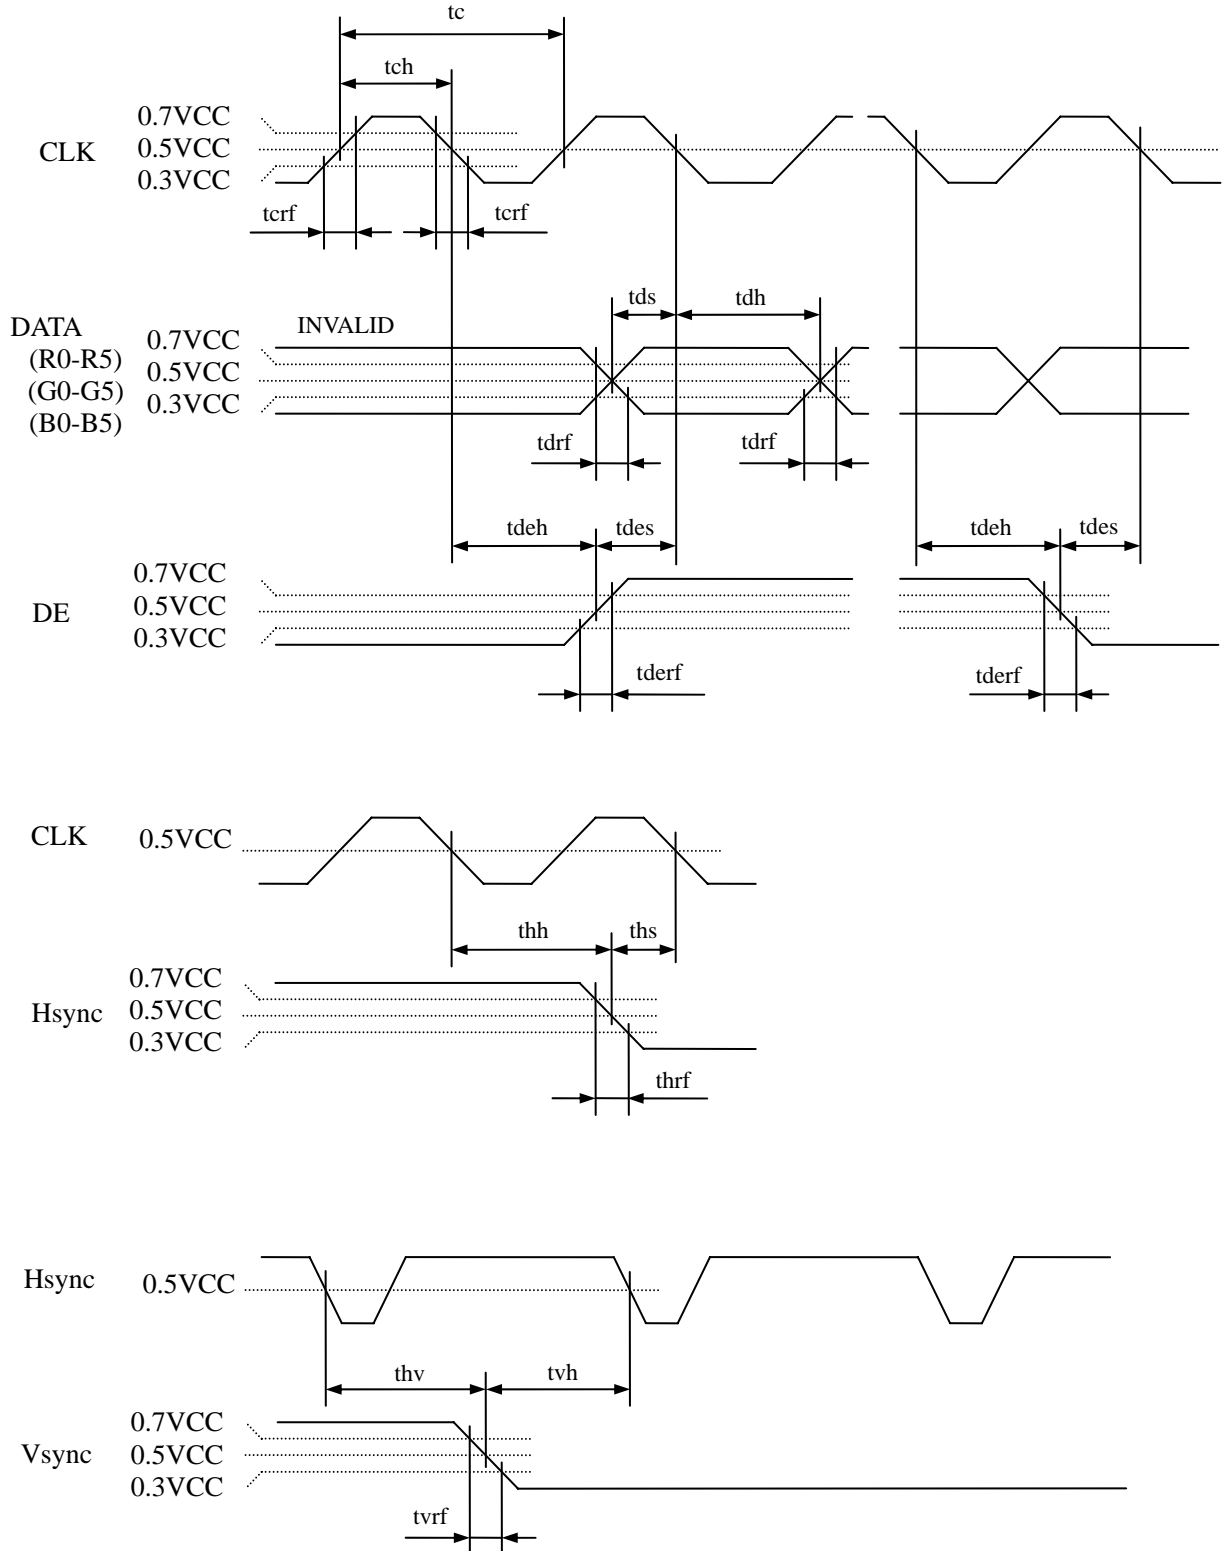 tc
tch
0.7VCC
CLK
0.5VCC
0.3VCC
tcrf
tcrf
tds
tdh
DATA
INVALID
0.7VCC
(R0-R5)
0.5VCC
(G0-G5)
0.3VCC
(B0-B5)
tdrf
tdrf
tdeh
tdes
tdeh
tdes
0.7VCC
DE
0.5VCC
0.3VCC
tderf
tderf
CLK
0.5VCC
thh
ths
0.7VCC
Hsync
0.5VCC
0.3VCC
thrf
Hsync
0.5VCC
thv
tvh
0.7VCC
Vsync
0.5VCC
0.3VCC
tvrf